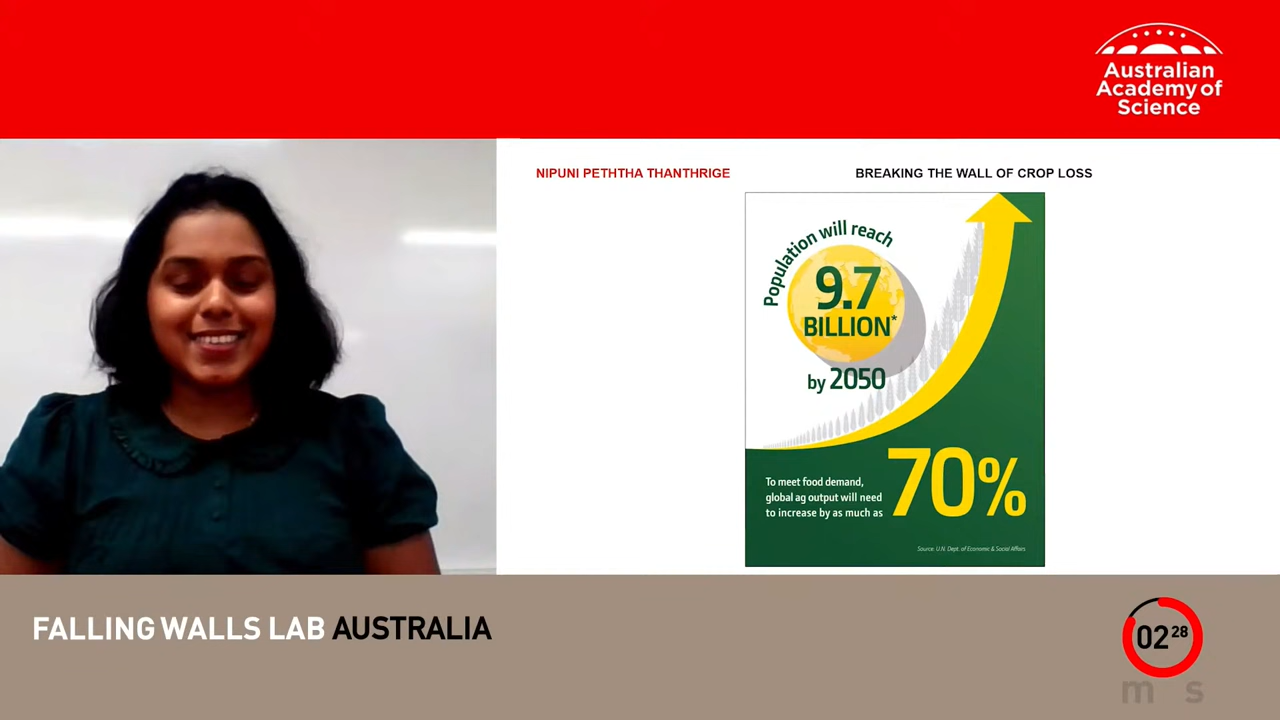 Australian
Academy of
Science
NIPUNI PETHTHA THANTHRIGE
BREAKING THE WALL OF CROP LOSS
Population will reach
9.7
BILLION*
by 2050
To meet food demand,
global ag output will need
to increase by as much as
70%
Source: U.N. Dept. of Economic & Social Affairs
FALLING WALLS LAB AUSTRALIA
02 28
m s